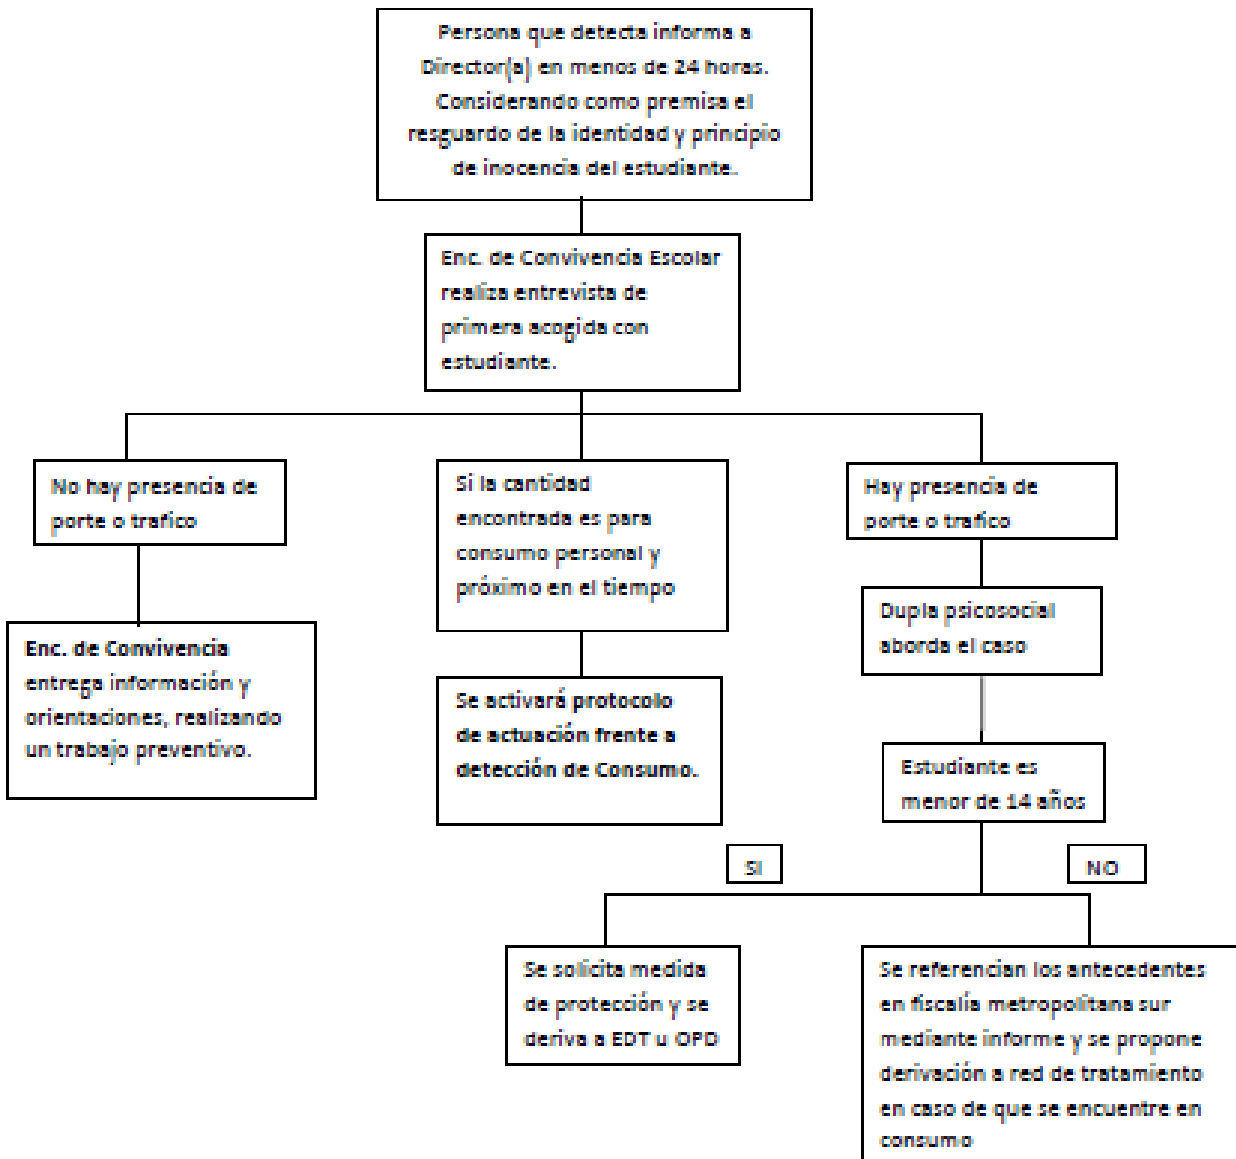 Persona que detecta informa a
Director(a) en menos de 24 horas.
Considerando como premisa el
resguardo de la identidad y principio
de inocencia del estudiante.
Enc. de Convivencia Escolar
realiza entrevista de
primera acogida con
estudiante.
No hay presencia de
porte o trafico
Si la cantidad
encontrada es para
consumo personal y
próximo en el tiempo
Hay presencia de
porte o trafico
Enc. de Convivencia
entrega información y
orientaciones, realizando
un trabajo preventivo.
Se activará protocolo
de actuación frente a
detección de Consumo.
Dupla psicosocial
aborda el caso
Estudiante es
menor de 14 años
SI
NO
Se solicita medida
de protección y se
deriva a EDT u OPD
Se referencian los antecedentes
en fiscalía metropolitana sur
mediante informe y se propone
derivación a red de tratamiento
en caso de que se encuentre en
consumo